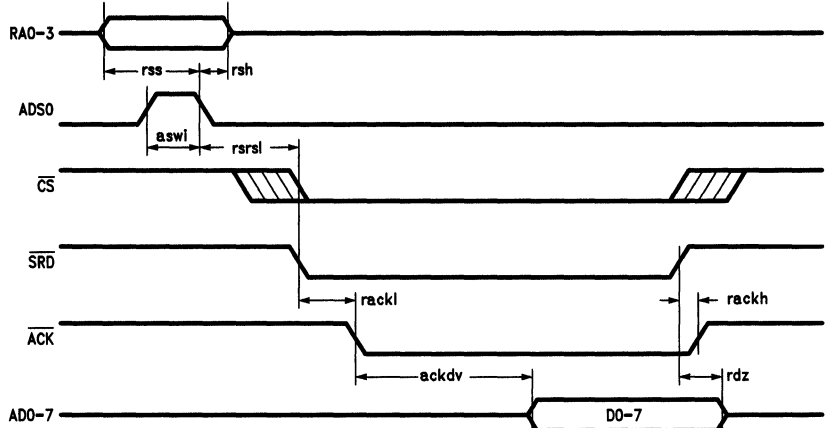 RA0-3
rss
rsh
ADS0
aswi
rsrsl
CS
SRD
rackl
rackh
ACK
ackdv
rdz
AD0-7
D0-7